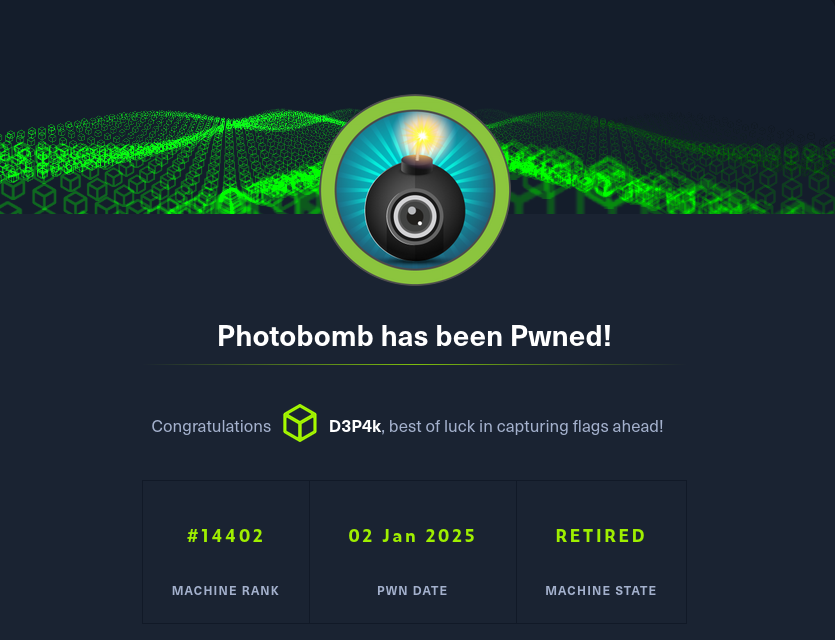 Photobomb has been Pwned!
Congratulations D3P4k, best of luck in capturing flags ahead!
#14402 02 Jan 2025 RETIRED
MACHINE RANK PWN DATE MACHINE STATE